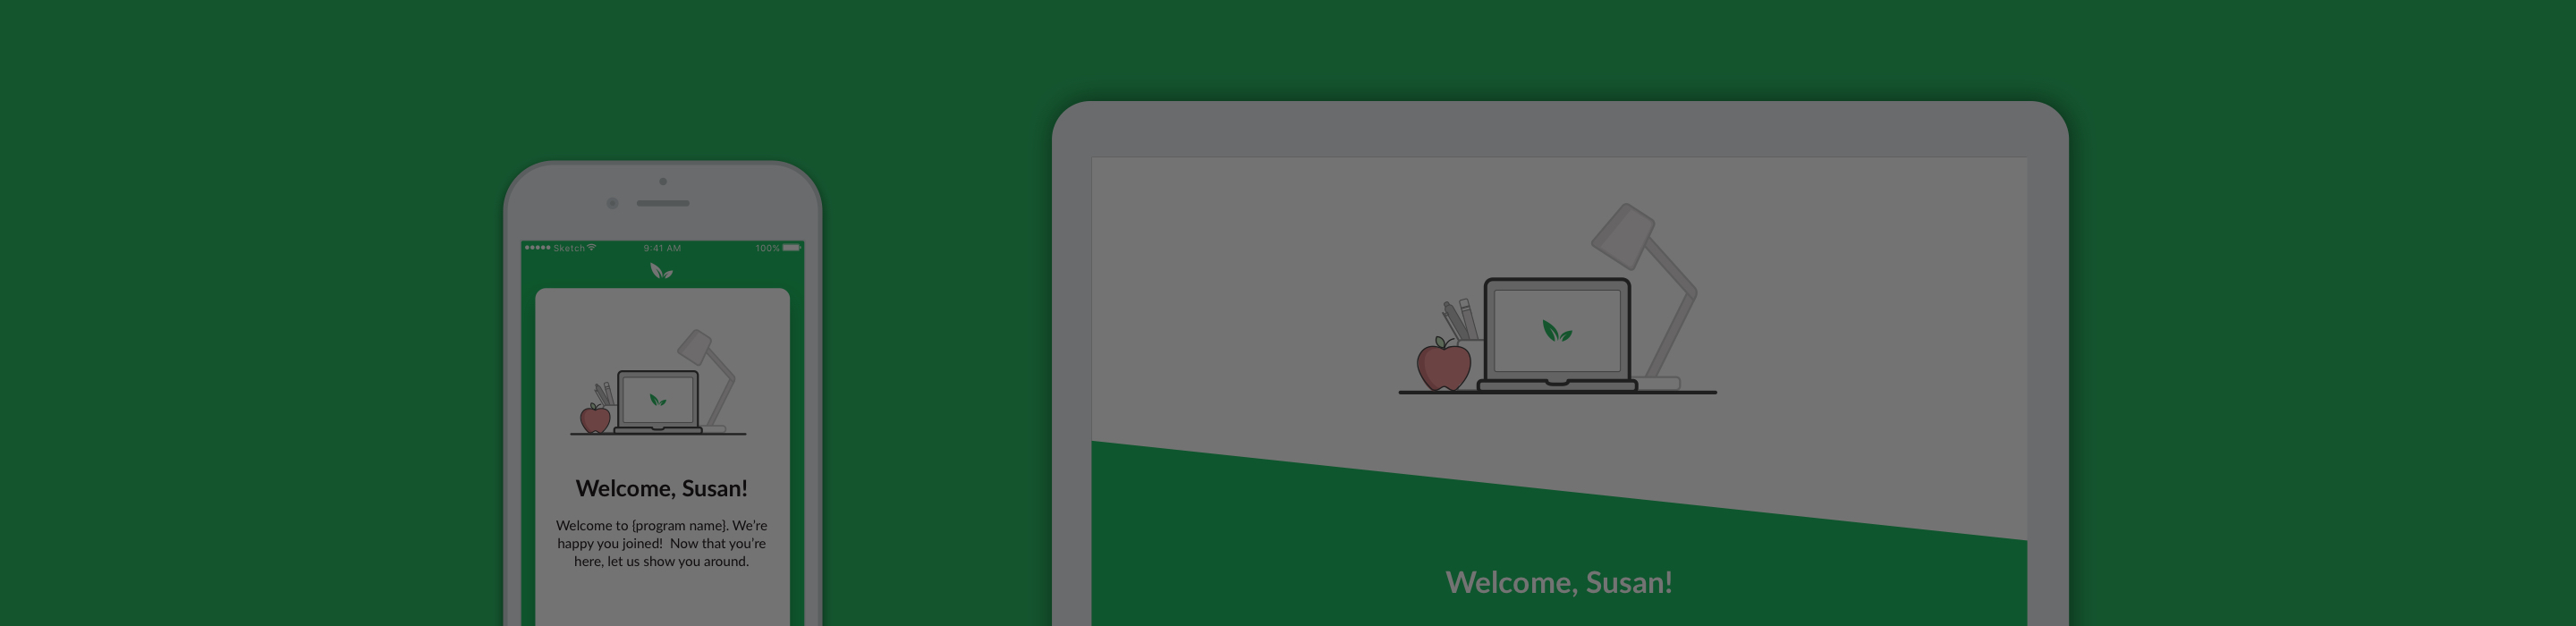 Sketch 9:41 AM 100%
Welcome, Susan!
Welcome to {program name}. We're
happy you joined!  Now that you're
here, let us show you around.
Welcome, Susan!